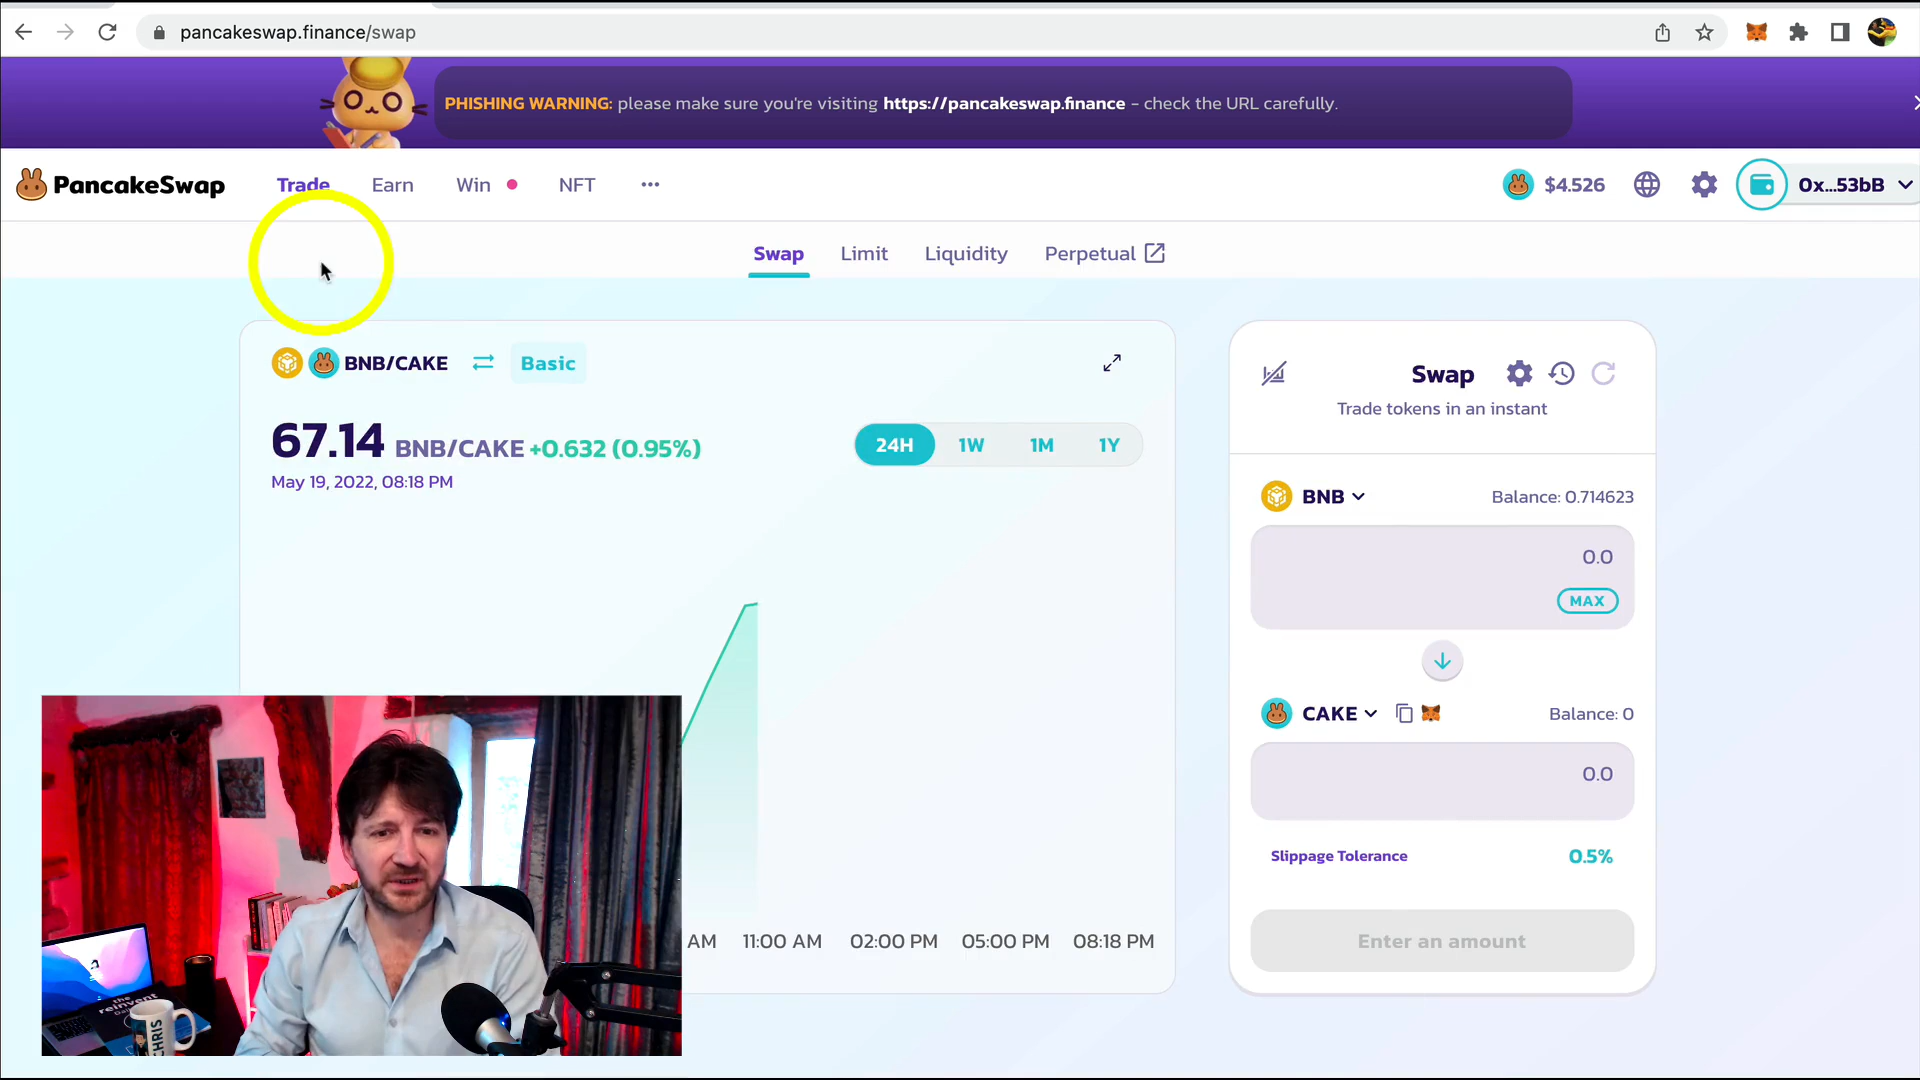 pancakeswap.finance/swap
PHISHING WARNING: please make sure you're visiting https://pancakeswap.finance - check the URL carefully.
PancakeSwap
Trade
Earn
Win
NFT
$4.526
0x...53bB
Swap
Limit
Liquidity
Perpetual
BNB/CAKE
Basic
67.14 BNB/CAKE +0.632 (0.95%)
May 19, 2022, 08:18 PM
24H
1W
1M
1Y
AM
11:00 AM
02:00 PM
05:00 PM
08:18 PM
Swap
Trade tokens in an instant
BNB
Balance: 0.714623
0.0
MAX
CAKE
Balance: 0
0.0
Slippage Tolerance
0.5%
Enter an amount
the
reinvent
CHRIS